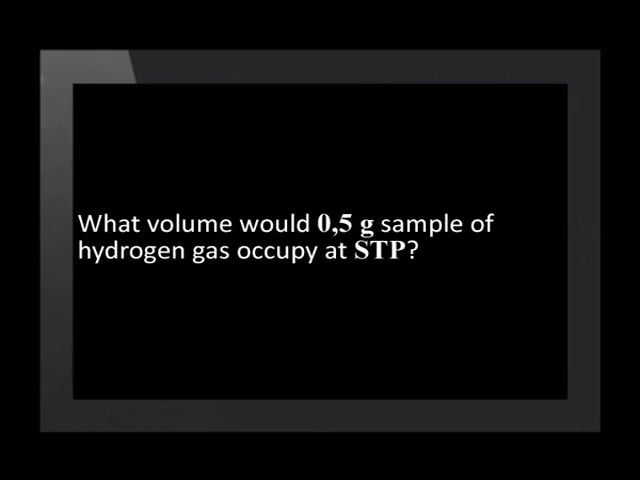 What volume would 0,5 g sample of
hydrogen gas occupy at STP?